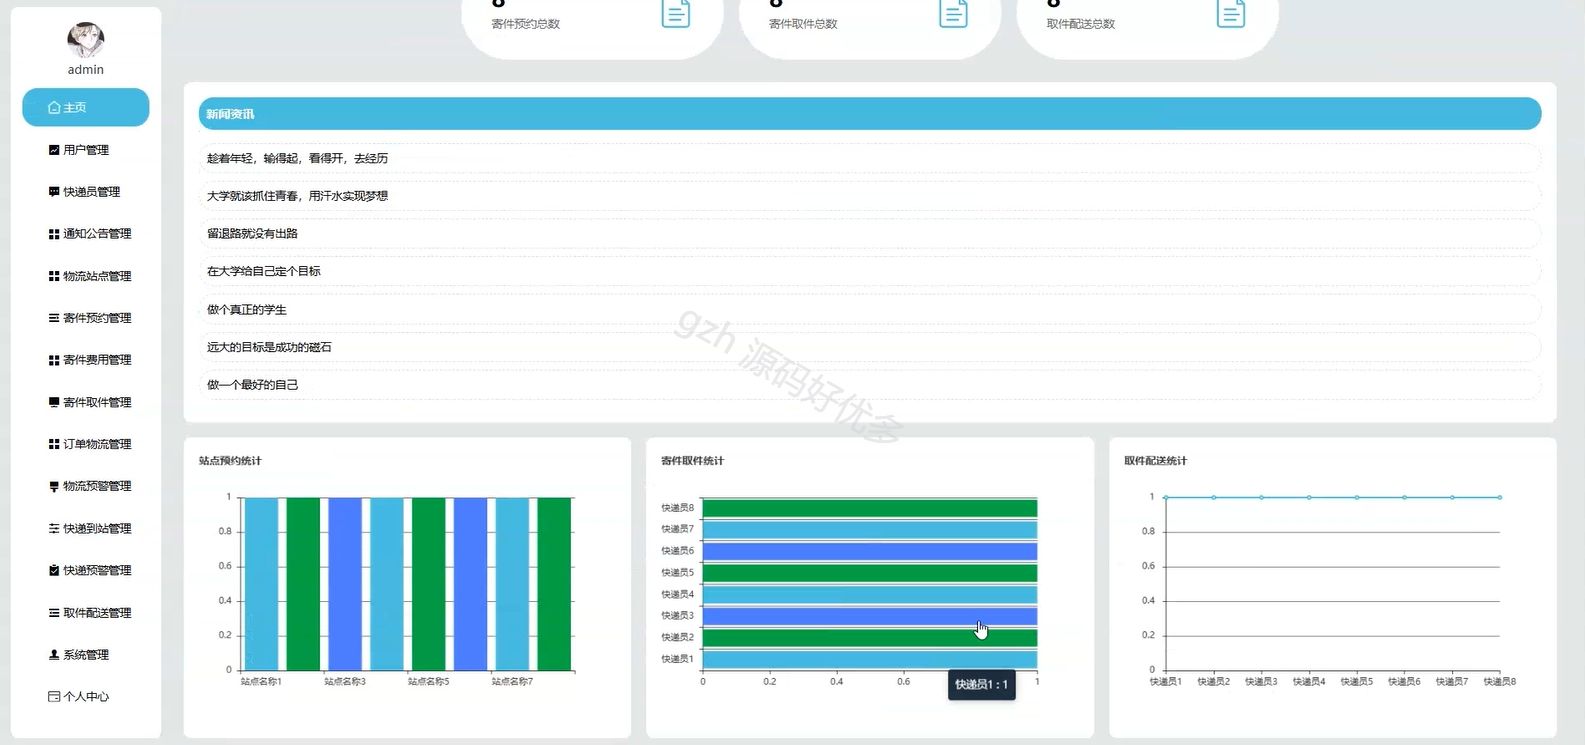 admin
主页
用户管理
快递员管理
通知公告管理
物流站点管理
寄件预约管理
寄件费用管理
寄件取件管理
订单物流管理
物流预警管理
快递到站管理
快递预警管理
取件配送管理
系统管理
个人中心
寄件预约总数
寄件取件总数
取件配送总数
新闻资讯
趁着年轻，输得起，看得开，去经历
大学就该抓住青春，用汗水实现梦想
留退路就没有出路
在大学给自己定个目标
做个真正的学生
远大的目标是成功的磁石
做一个最好的自己
gzh 源码好优多
站点预约统计
1
0.8
0.6
0.4
0.2
0
站点名称1 站点名称3 站点名称5 站点名称7
寄件取件统计
快递员8
快递员7
快递员6
快递员5
快递员4
快递员3
快递员2
快递员1
0 0.2 0.4 0.6 1
快递员1 : 1
取件配送统计
1
0.8
0.6
0.4
0.2
0
快递员1 快递员2 快递员3 快递员4 快递员5 快递员6 快递员7 快递员8